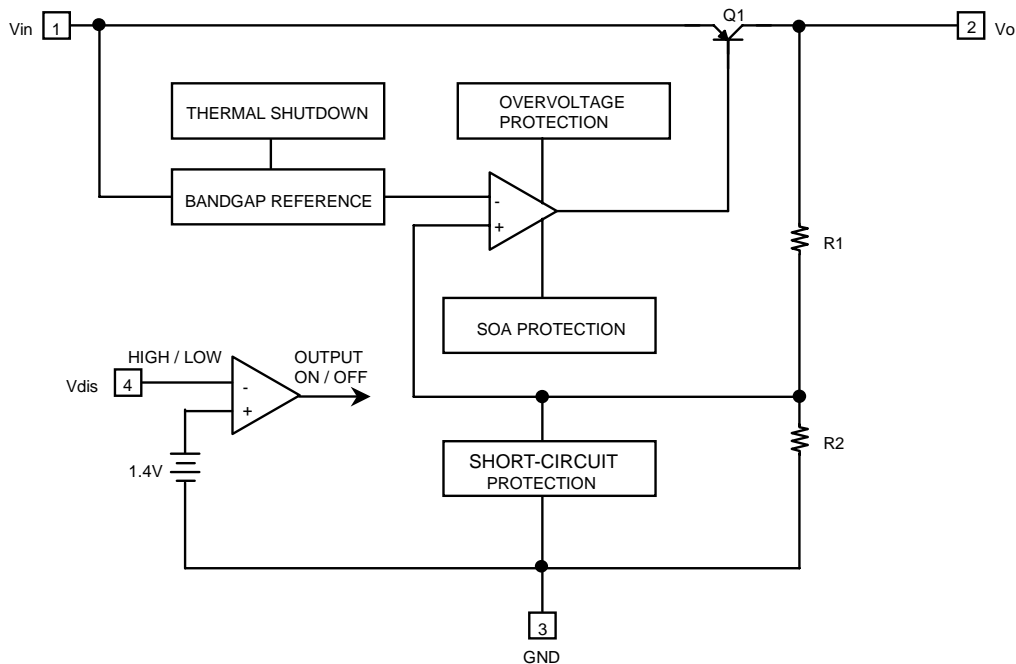 Q1
Vin 1
2 Vo
THERMAL SHUTDOWN
OVERVOLTAGE
PROTECTION
BANDGAP REFERENCE
-
+
R1
SOA PROTECTION
HIGH / LOW
OUTPUT
ON / OFF
Vdis 4
-
+
1.4V
R2
SHORT-CIRCUIT
PROTECTION
3
GND